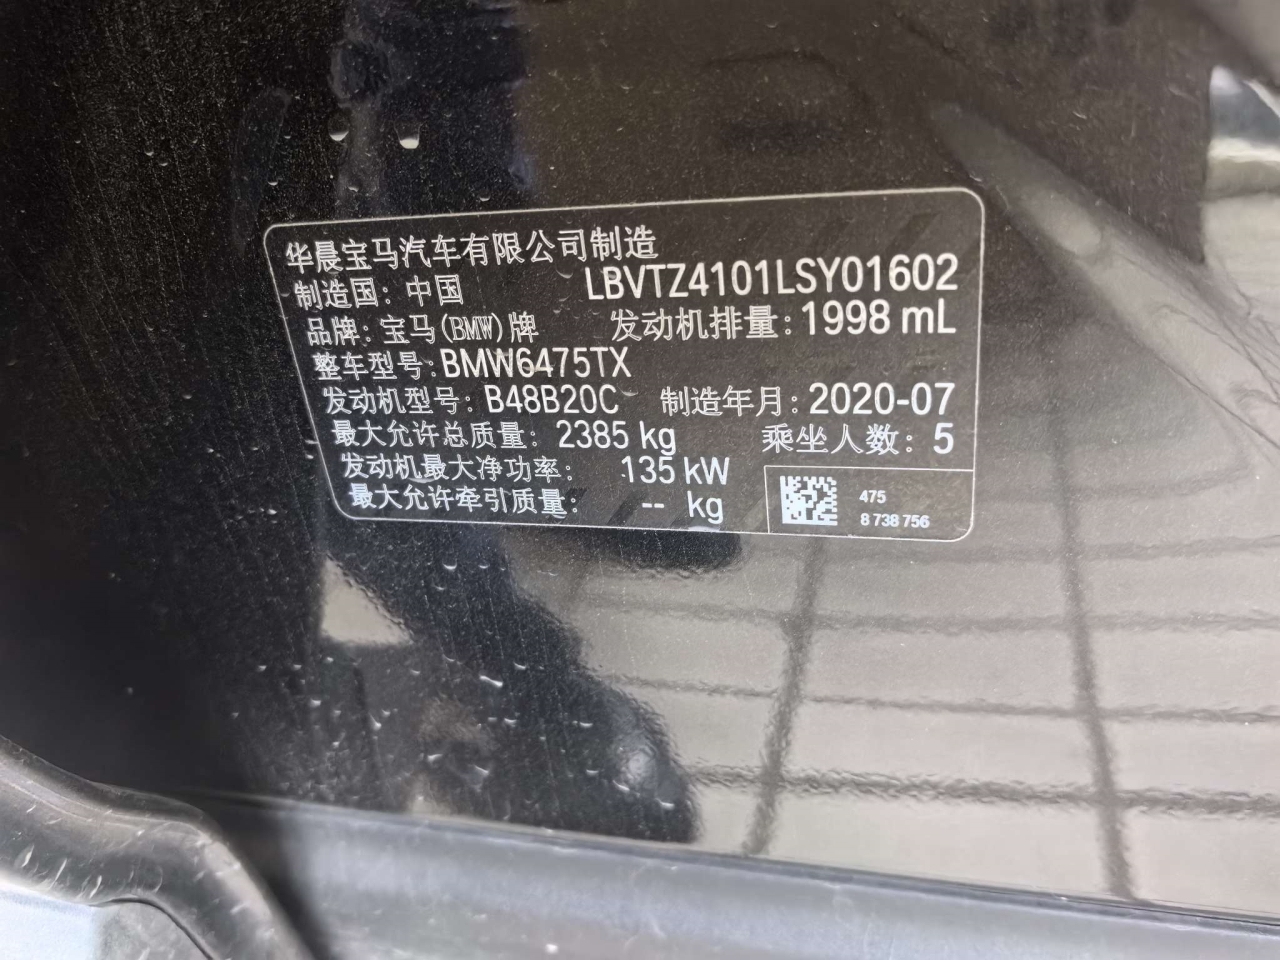 华晨宝马汽车有限公司制造
制造国: 中国 LBVTZ4101LSY01602
品牌: 宝马(BMW)牌 发动机排量: 1998 mL
整车型号: BMW6475TX
发动机型号: B48B20C 制造年月: 2020-07
最大允许总质量: 2385 kg 乘坐人数: 5
发动机最大净功率: 135 kW
最大允许牵引质量: -- kg
475
8 738 756